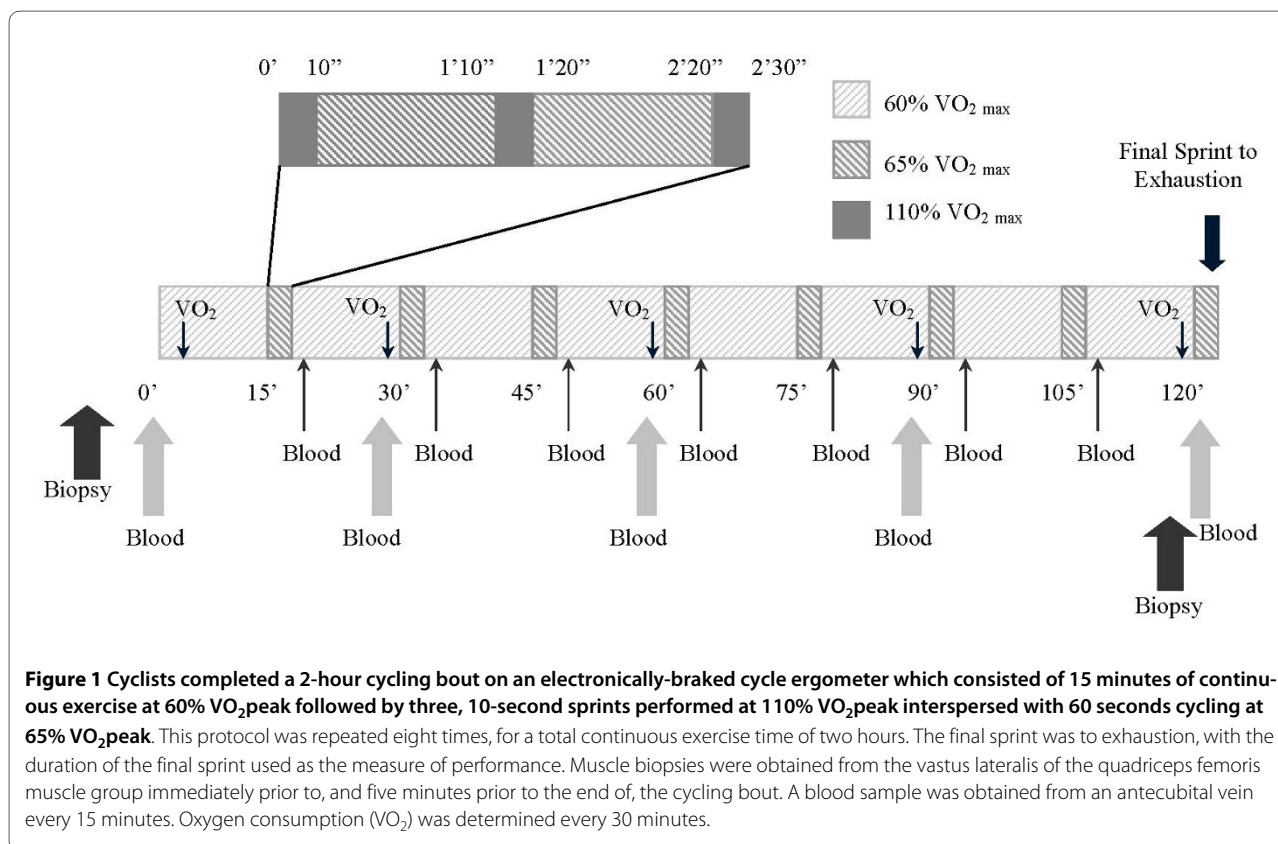 0’ 10” 1’10” 1’20” 2’20” 2’30”
60% VO2 max
65% VO2 max
110% VO2 max
Final Sprint to
Exhaustion
VO2 VO2 VO2 VO2 VO2
0’ 15’ 30’ 45’ 60’ 75’ 90’ 105’ 120’
Blood Blood Blood Blood Blood Blood Blood
Biopsy
Blood Blood Blood Blood Blood
Biopsy
Figure 1 Cyclists completed a 2-hour cycling bout on an electronically-braked cycle ergometer which consisted of 15 minutes of continu-
ous exercise at 60% VO2peak followed by three, 10-second sprints performed at 110% VO2peak interspersed with 60 seconds cycling at
65% VO2peak. This protocol was repeated eight times, for a total continuous exercise time of two hours. The final sprint was to exhaustion, with the
duration of the final sprint used as the measure of performance. Muscle biopsies were obtained from the vastus lateralis of the quadriceps femoris
muscle group immediately prior to, and five minutes prior to the end of, the cycling bout. A blood sample was obtained from an antecubital vein
every 15 minutes. Oxygen consumption (VO2) was determined every 30 minutes.